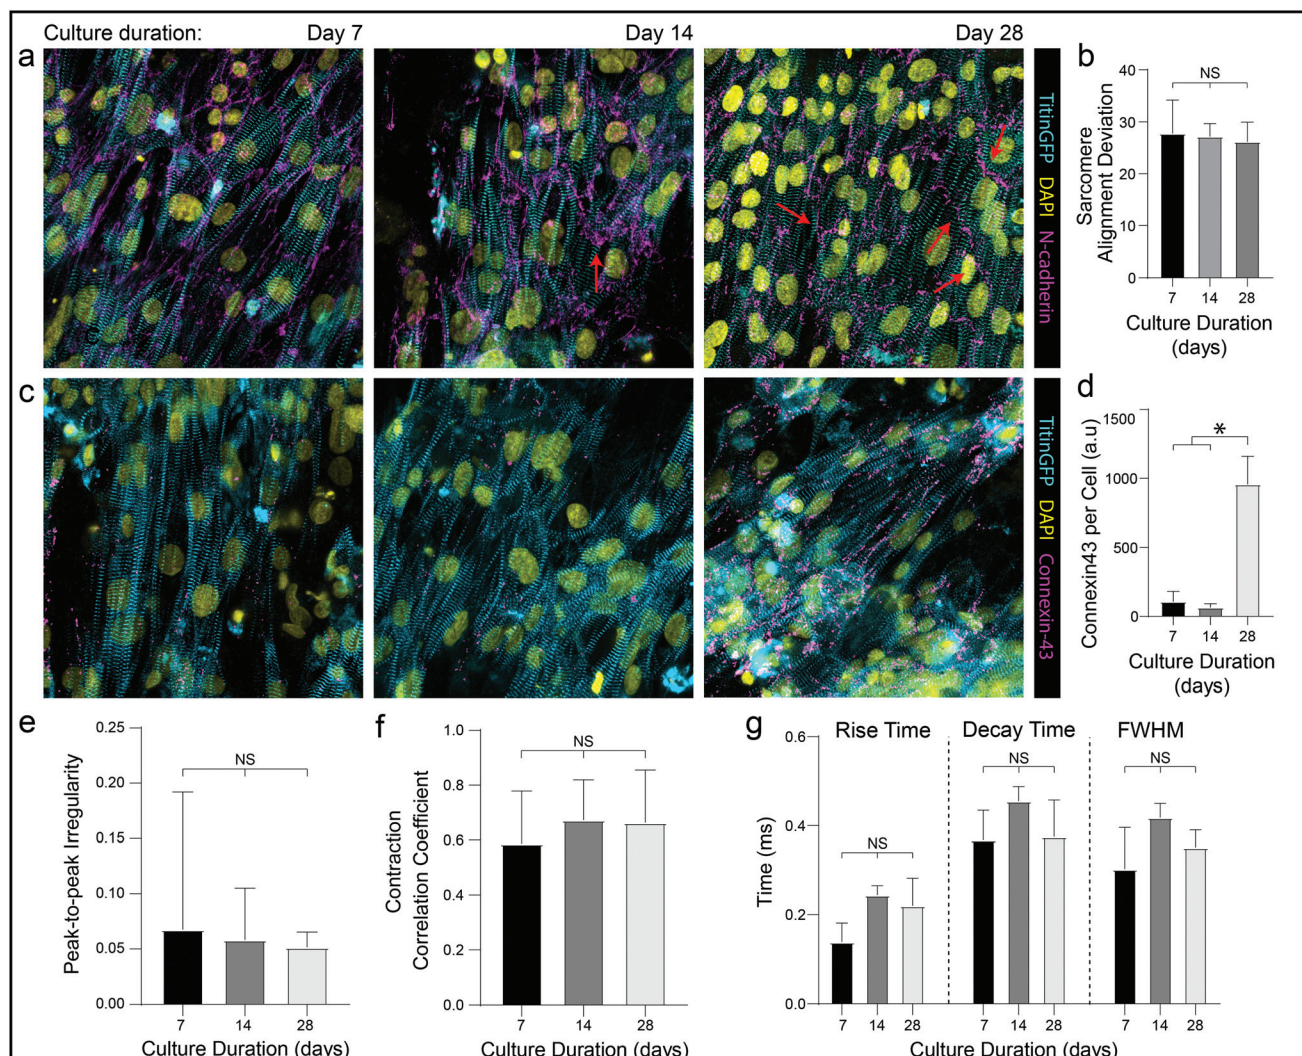 Culture duration: Day 7 Day 14 Day 28
a
TitinGFP DAPI N-cadherin
b
40
30
20
10
0
Sarcomere
Alignment Deviation
NS
7 14 28
Culture Duration
(days)
c
TitinGFP DAPI Connexin-43
d
1500
1000
500
0
Connexin43 per Cell (a.u)
*
7 14 28
Culture Duration
(days)
e
0.25
0.20
0.15
0.10
0.05
0.00
Peak-to-peak Irregularity
NS
7 14 28
Culture Duration (days)
f
1.0
0.8
0.6
0.4
0.2
0.0
Contraction
Correlation Coefficient
NS
7 14 28
Culture Duration (days)
g
Rise Time Decay Time FWHM
0.6
0.4
0.2
0.0
Time (ms)
NS NS NS
7 14 28 7 14 28 7 14 28
Culture Duration (days)